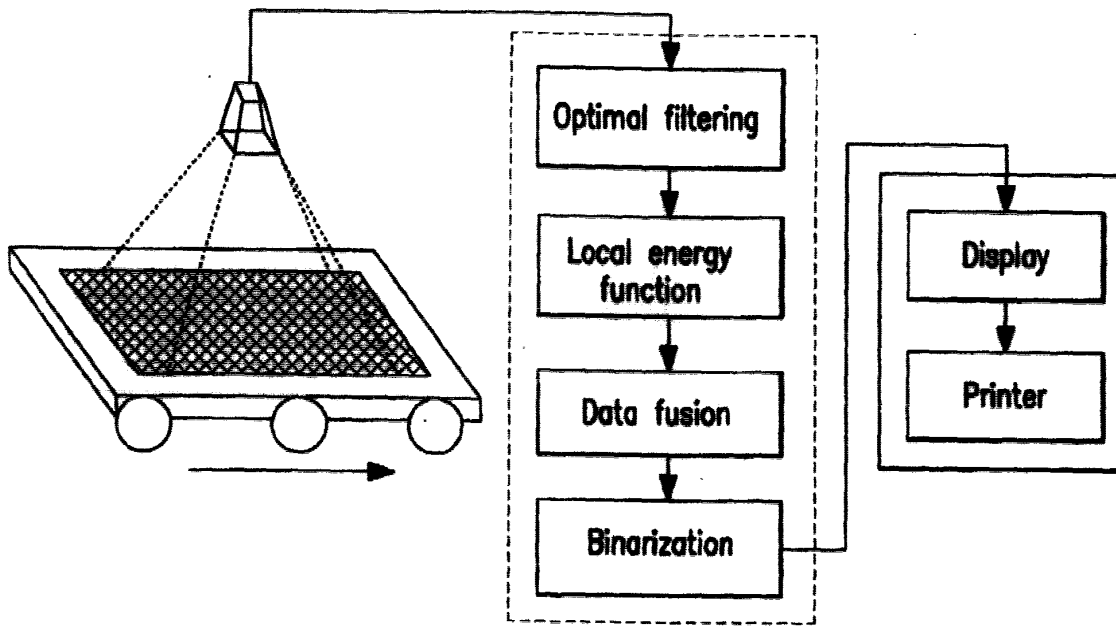 Optimal filtering
Local energy
function
Data fusion
Binarization
Display
Printer